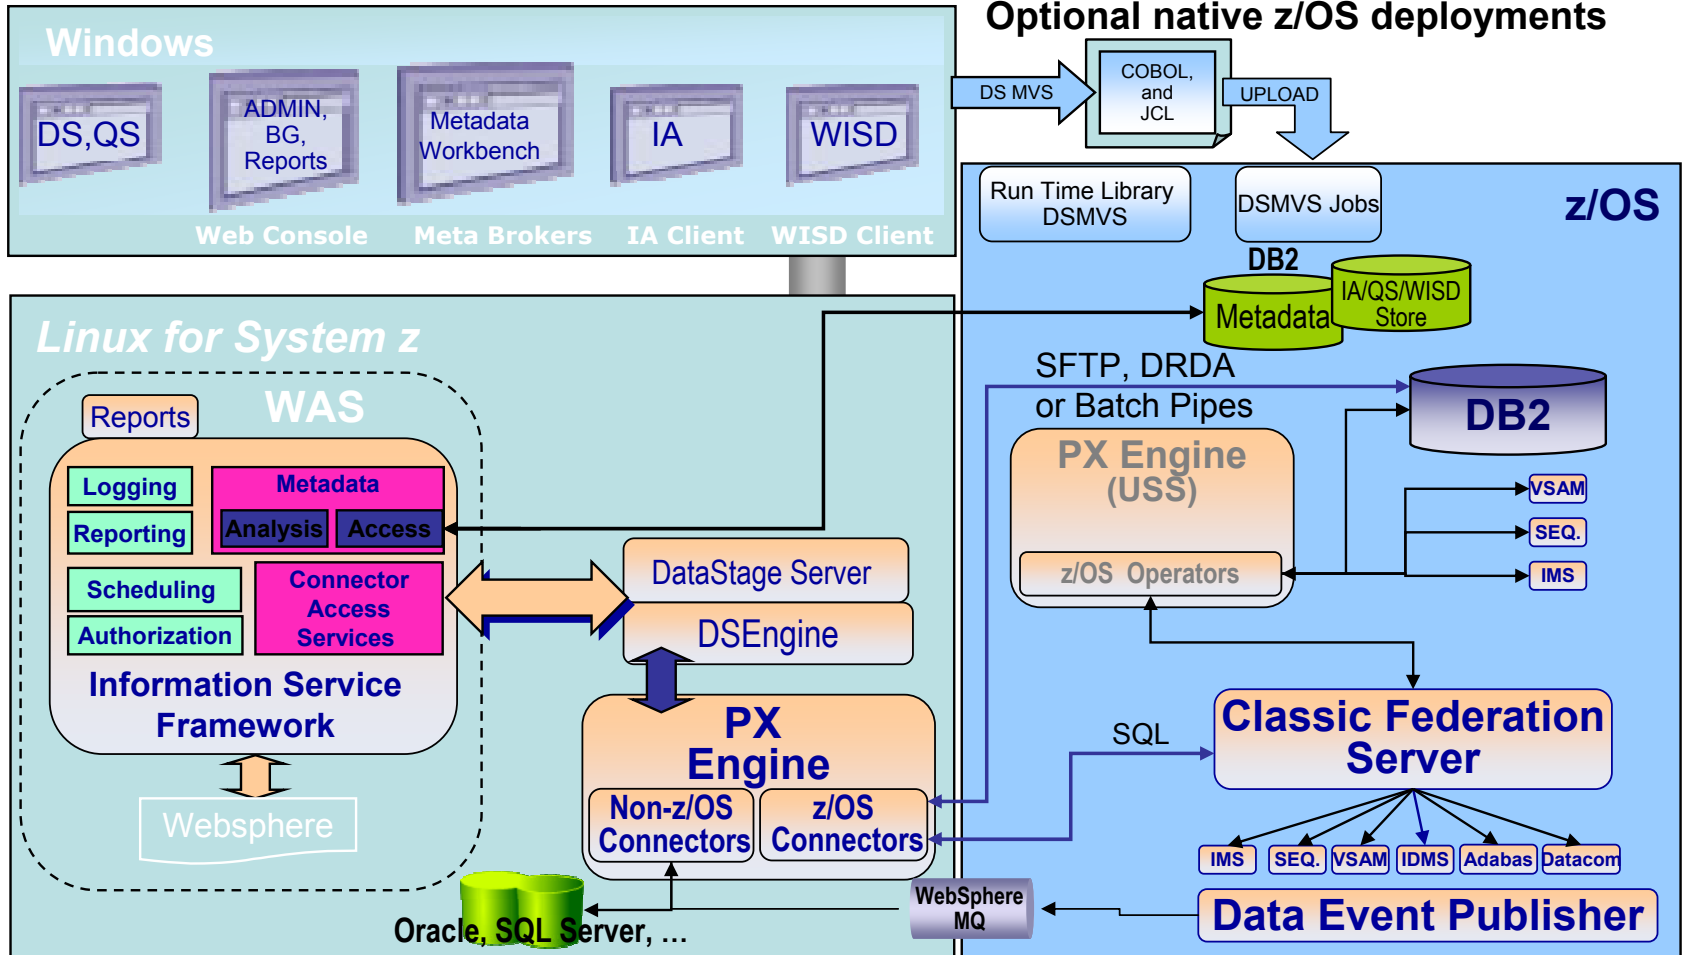 Optional native z/OS deployments
Windows
DS,QS
ADMIN,
BG,
Reports
Metadata
Workbench
IA
WISD
Web Console
Meta Brokers
IA Client
WISD Client
DS MVS
COBOL,
and
JCL
UPLOAD
z/OS
Run Time Library
DSMVS
DSMVS Jobs
DB2
Metadata
IA/QS/WISD
Store
Linux for System z
WAS
Reports
Logging
Reporting
Metadata
Analysis
Access
Scheduling
Authorization
Connector
Access
Services
Information Service
Framework
Websphere
DataStage Server
DSEngine
PX
Engine
Non-z/OS
Connectors
z/OS
Connectors
Oracle, SQL Server, …
SFTP, DRDA
or Batch Pipes
DB2
PX Engine
(USS)
z/OS Operators
VSAM
SEQ.
IMS
SQL
Classic Federation
Server
IMS
SEQ.
VSAM
IDMS
Adabas
Datacom
WebSphere
MQ
Data Event Publisher